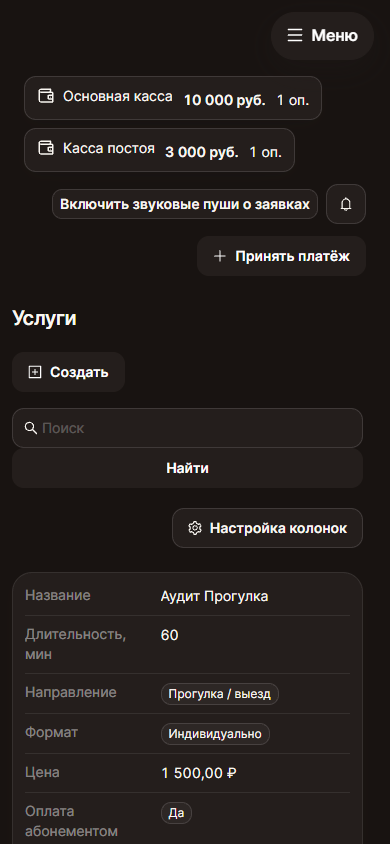 Меню
Основная касса 10 000 руб. 1 оп.
Касса постоя 3 000 руб. 1 оп.
Включить звуковые пуши о заявках
Принять платёж
Услуги
Создать
Поиск
Найти
Настройка колонок
Название Аудит Прогулка
Длительность, 60
мин
Направление Прогулка / выезд
Формат Индивидуально
Цена 1 500,00 ₽
Оплата Да
абонементом